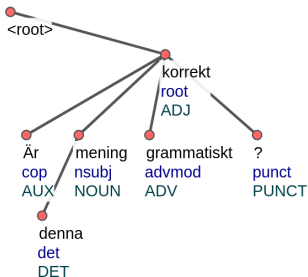 <root>
korrekt
root
ADJ
Är mening grammatiskt ?
cop nsubj advmod punct
AUX NOUN ADV PUNCT
denna
det
DET